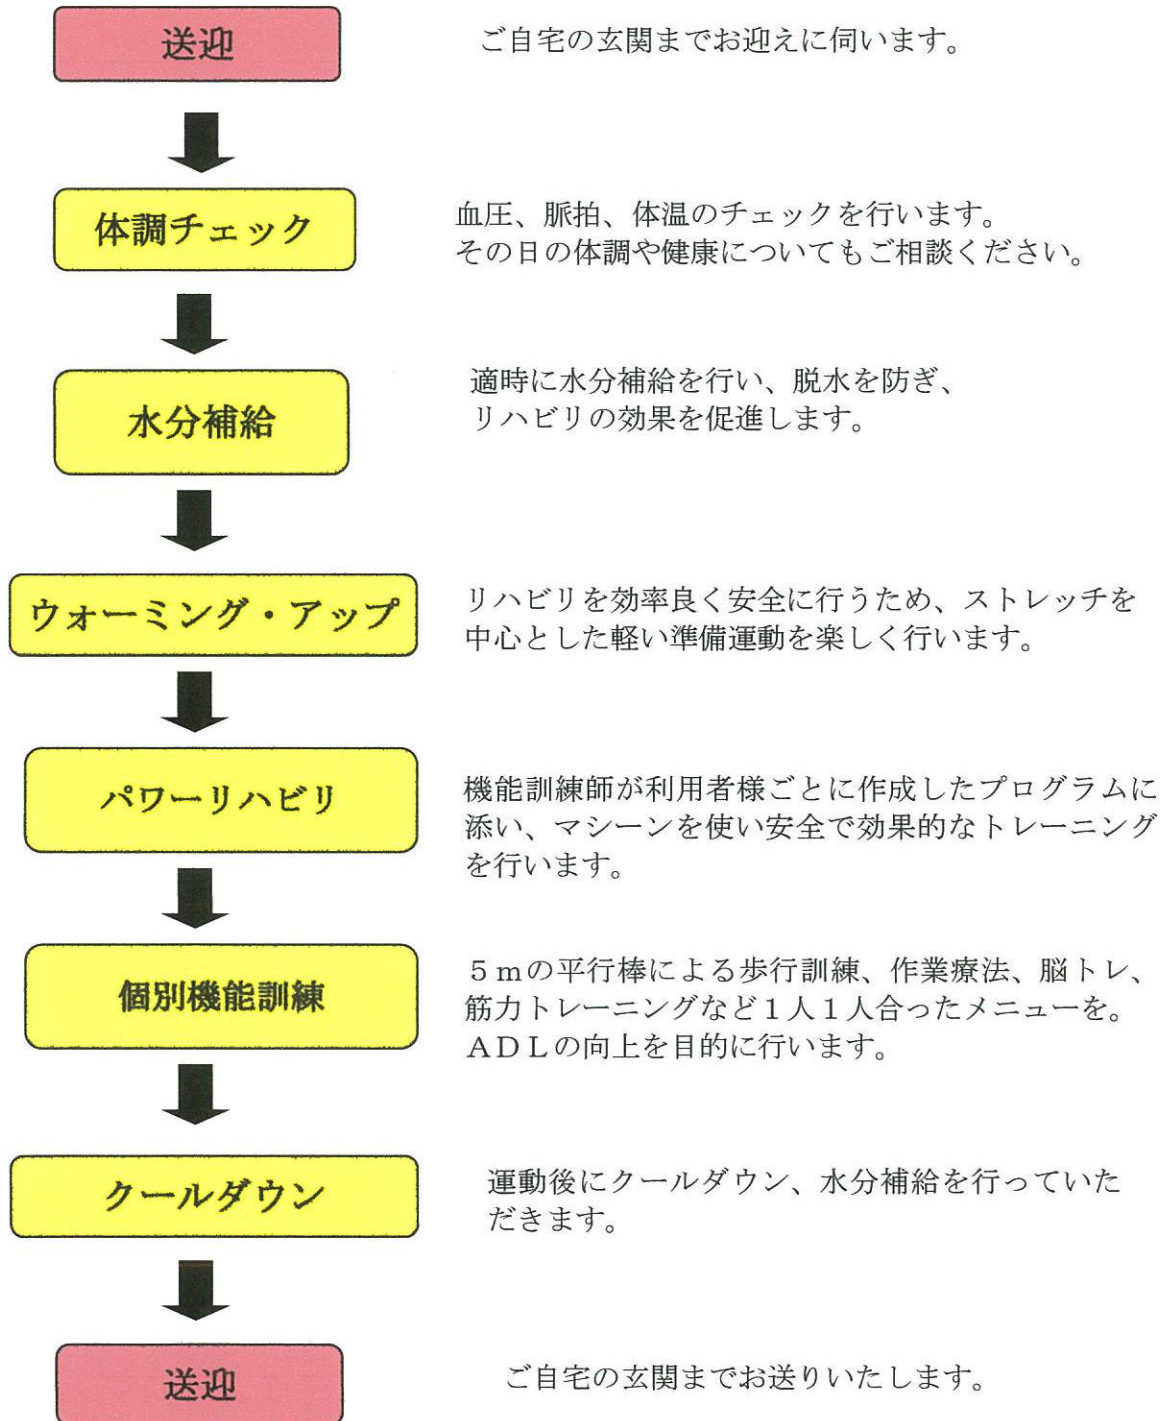 送迎
ご自宅の玄関までお迎えに伺います。
体調チェック
血圧、脈拍、体温のチェックを行います。
その日の体調や健康についてもご相談ください。
水分補給
適時に水分補給を行い、脱水を防ぎ、
リハビリの効果を促進します。
ウォーミング・アップ
リハビリを効率良く安全に行うため、ストレッチを
中心とした軽い準備運動を楽しく行います。
パワーリハビリ
機能訓練師が利用者様ごとに作成したプログラムに
添い、マシーンを使い安全で効果的なトレーニング
を行います。
個別機能訓練
５ｍの平行棒による歩行訓練、作業療法、脳トレ、
筋力トレーニングなど１人１人合ったメニューを。
ＡＤＬの向上を目的に行います。
クールダウン
運動後にクールダウン、水分補給を行っていた
だきます。
送迎
ご自宅の玄関までお送りいたします。